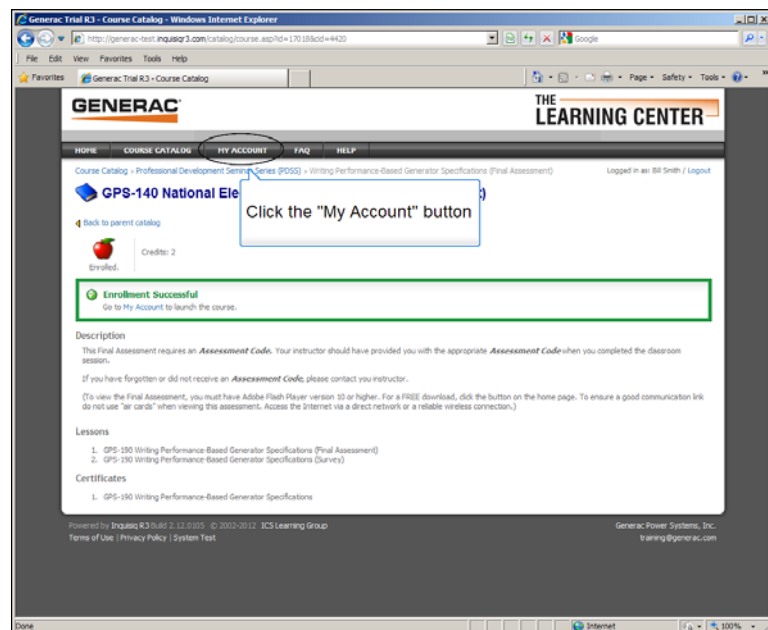 Generac Trial R3 - Course Catalog - Windows Internet Explorer
http://generac-test.inquisiqr3.com/catalog/course.asp?id=1701&cid=4420
Google
File Edit View Favorites Tools Help
Favorites Generac Trial R3 - Course Catalog Page Safety Tools
GENERAC
THE
LEARNING CENTER
HOME COURSE CATALOG MY ACCOUNT FAQ HELP
Course Catalog › Professional Development Seminar Series (PDSS) › Writing Performance-Based Generator Specifications (Final Assessment) Logged in as: Bill Smith / Logout
GPS-140 National Ele
Click the "My Account" button
Back to parent catalog
Credits: 2
Enrolled.
Enrollment Successful
Go to My Account to launch the course.
Description
This Final Assessment requires an Assessment Code. Your instructor should have provided you with the appropriate Assessment Code when you completed the classroom
session.
If you have forgotten or did not receive an Assessment Code, please contact you instructor.
(To view the Final Assessment, you must have Adobe Flash Player version 10 or higher. For a FREE download, click the button on the home page. To ensure a good communication link
do not use "air cards" when viewing this assessment. Access the Internet via a direct network or a reliable wireless connection.)
Lessons
1. GPS-190 Writing Performance-Based Generator Specifications (Final Assessment)
2. GPS-190 Writing Performance-Based Generator Specifications (Survey)
Certificates
1. GPS-190 Writing Performance-Based Generator Specifications
Powered by Inquisiq R3 Build 2.12.0105 © 2002-2012 ICS Learning Group Generac Power Systems, Inc.
Terms of Use | Privacy Policy | System Test training@generac.com
Done Internet 100%